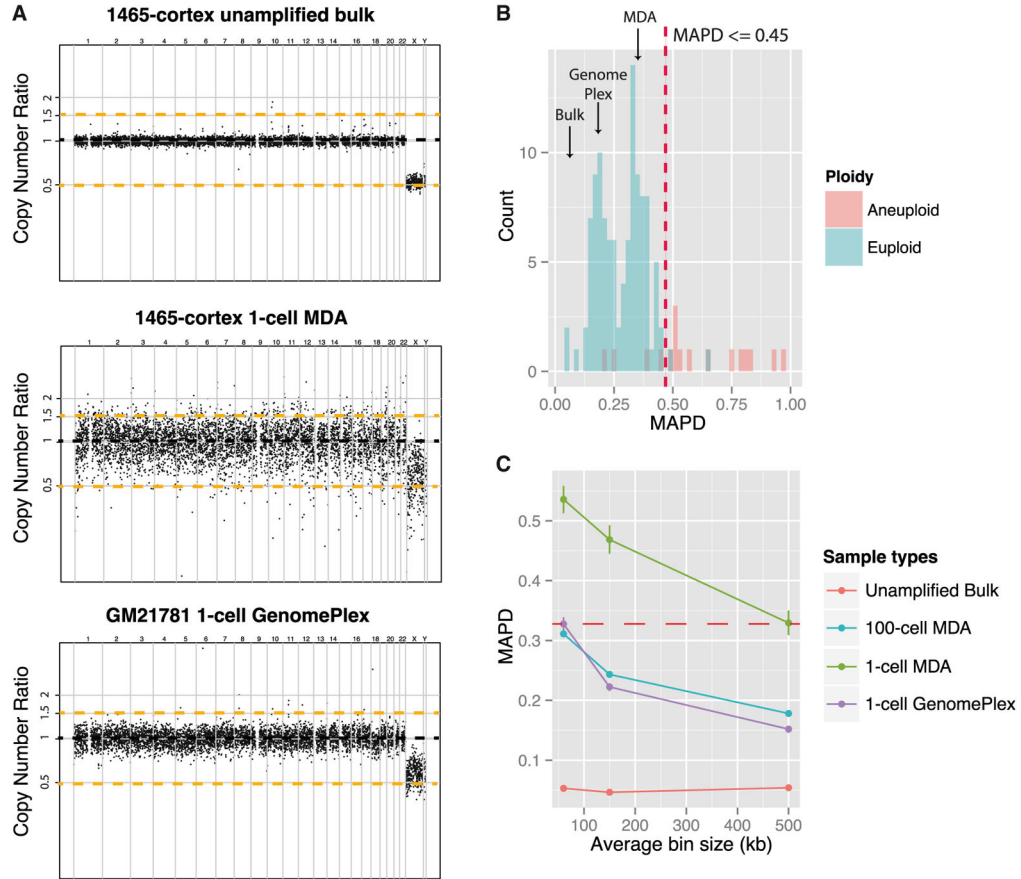 A
1465-cortex unamplified bulk
1 2 3 4 5 6 7 8 9 10 12 14 16 18 20 22 X Y
Copy Number Ratio
2
1.5
1
0.5
1465-cortex 1-cell MDA
1 2 3 4 5 6 7 8 9 10 12 14 16 18 20 22 X Y
Copy Number Ratio
2
1.5
1
0.5
GM21781 1-cell GenomePlex
1 2 3 4 5 6 7 8 9 10 12 14 16 18 20 22 X Y
Copy Number Ratio
2
1.5
1
0.5
B
MDA
MAPD <= 0.45
Genome
Plex
Bulk
Count
10
5
0
0.00 0.25 0.50 0.75 1.00
MAPD
Ploidy
Aneuploid
Euploid
C
MAPD
0.5
0.4
0.3
0.2
0.1
100 200 300 400 500
Average bin size (kb)
Sample types
Unamplified Bulk
100-cell MDA
1-cell MDA
1-cell GenomePlex